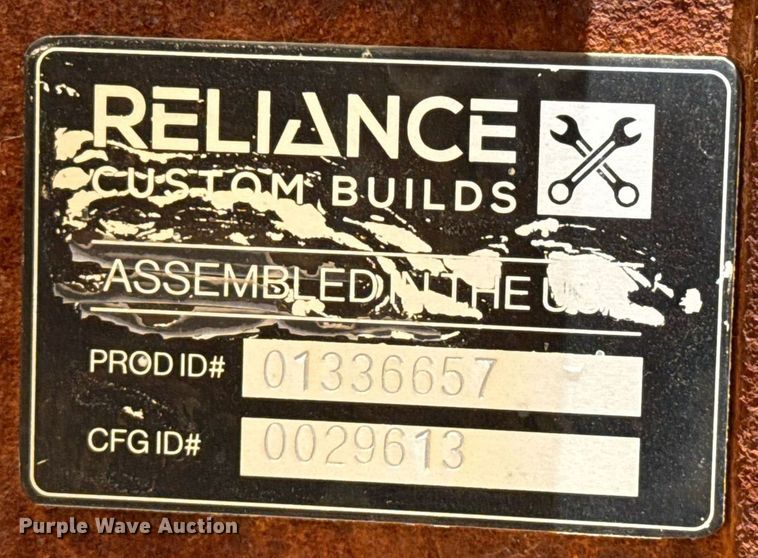 RELIANCE
CUSTOM BUILDS
ASSEMBLED IN THE
PROD ID# 01336657
CFG ID# 0029613
Purple Wave Auction